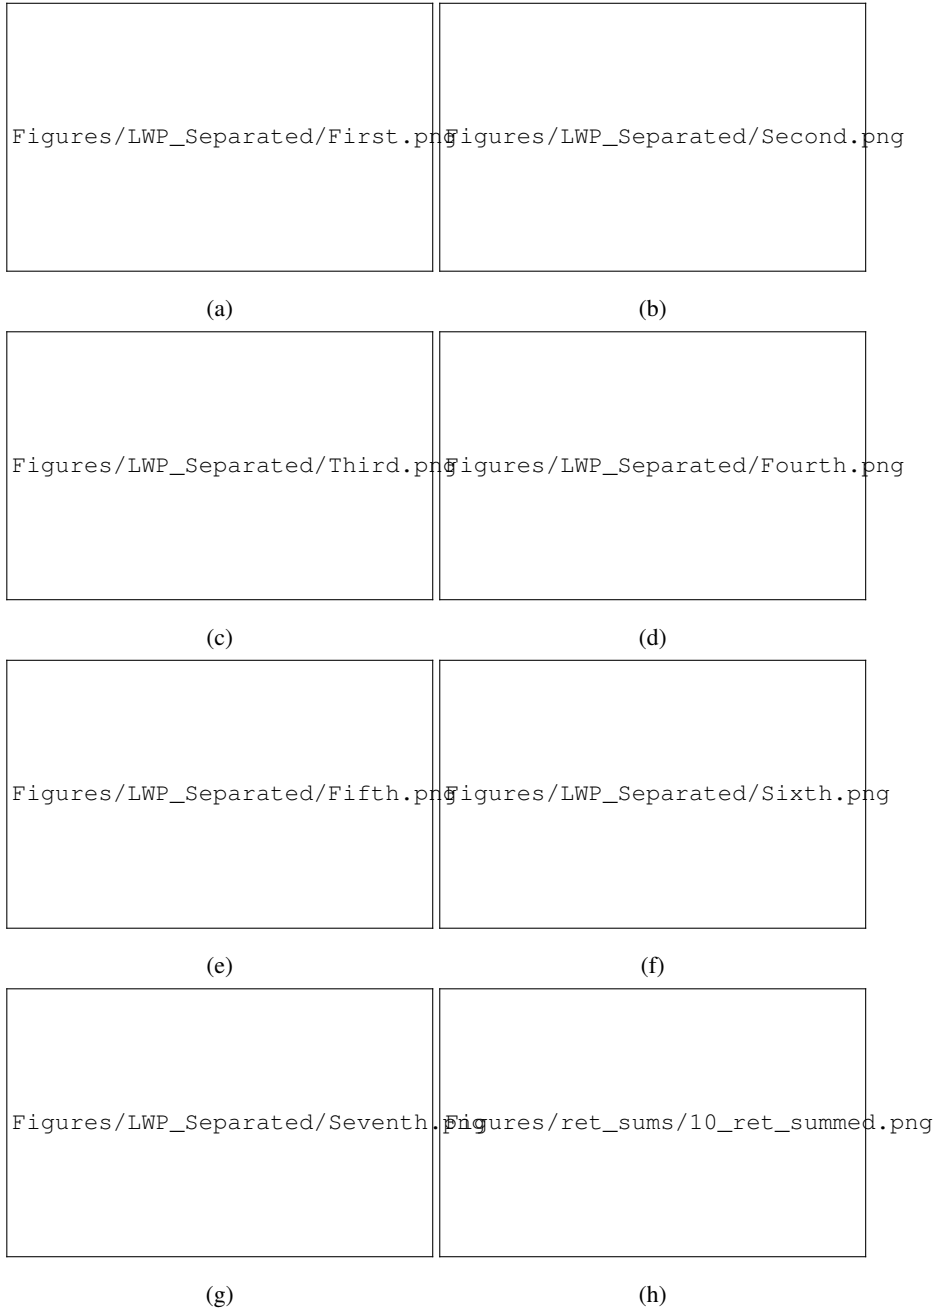 Figures/LWP_Separated/First.png Figures/LWP_Separated/Second.png
(a) (b)
Figures/LWP_Separated/Third.png Figures/LWP_Separated/Fourth.png
(c) (d)
Figures/LWP_Separated/Fifth.png Figures/LWP_Separated/Sixth.png
(e) (f)
Figures/LWP_Separated/Seventh.png Figures/ret_sums/10_ret_summed.png
(g) (h)